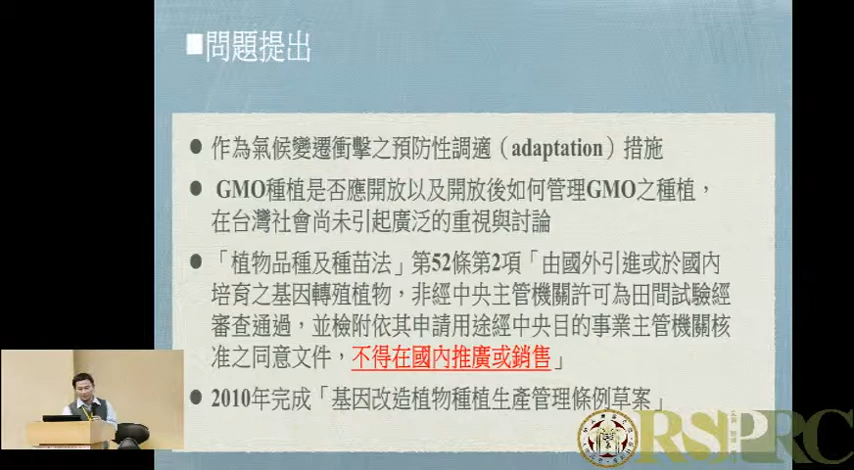 ■問題提出
● 作為氣候變遷衝擊之預防性調適（adaptation）措施
● GMO種植是否應開放以及開放後如何管理GMO之種植，
在台灣社會尚未引起廣泛的重視與討論
● 「植物品種及種苗法」第52條第2項「由國外引進或於國內
培育之基因轉殖植物，非經中央主管機關許可為田間試驗經
審查通過，並檢附依其申請用途經中央目的事業主管機關核
准之同意文件，不得在國內推廣或銷售」
● 2010年完成「基因改造植物種植生產管理條例草案」
RSPRC